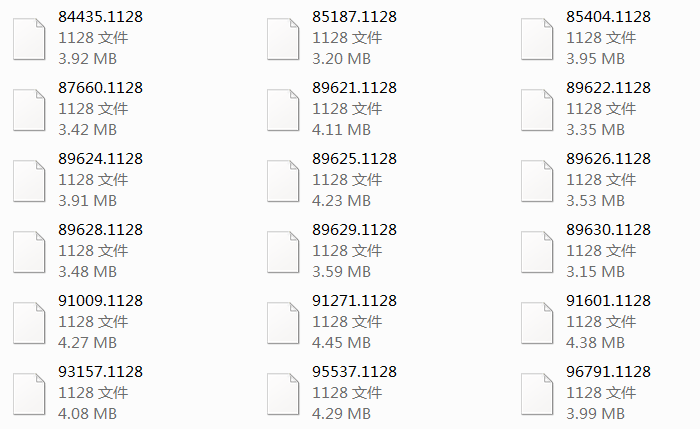 84435.1128
1128 文件
3.92 MB
85187.1128
1128 文件
3.20 MB
85404.1128
1128 文件
3.95 MB
87660.1128
1128 文件
3.42 MB
89621.1128
1128 文件
4.11 MB
89622.1128
1128 文件
3.35 MB
89624.1128
1128 文件
3.91 MB
89625.1128
1128 文件
4.23 MB
89626.1128
1128 文件
3.53 MB
89628.1128
1128 文件
3.48 MB
89629.1128
1128 文件
3.59 MB
89630.1128
1128 文件
3.15 MB
91009.1128
1128 文件
4.27 MB
91271.1128
1128 文件
4.45 MB
91601.1128
1128 文件
4.38 MB
93157.1128
1128 文件
4.08 MB
95537.1128
1128 文件
4.29 MB
96791.1128
1128 文件
3.99 MB